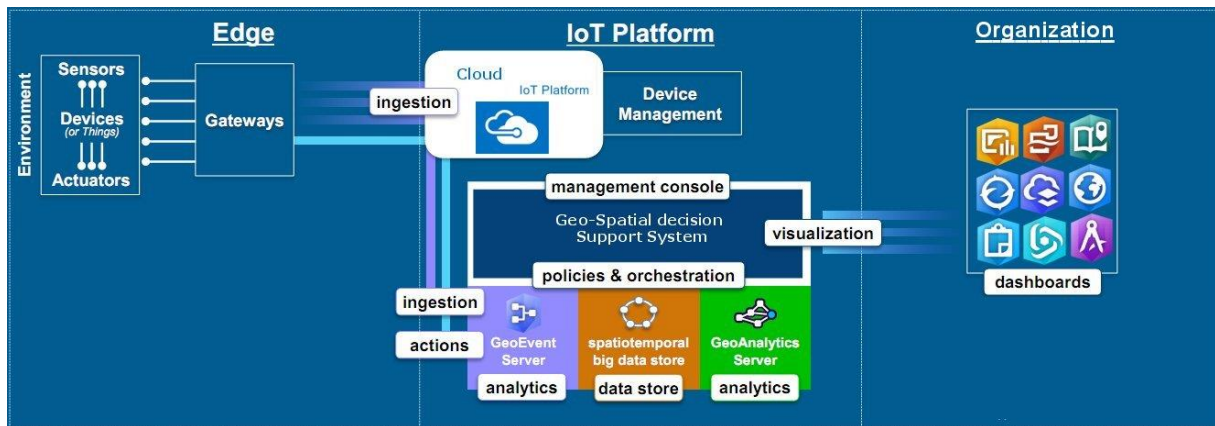 Edge
IoT Platform
Organization
Environment
Sensors
Devices
(or Things)
Actuators
Gateways
ingestion
Cloud
IoT Platform
Device
Management
management console
Geo-Spatial decision
Support System
visualization
policies & orchestration
dashboards
ingestion
actions
GeoEvent
Server
analytics
spatiotemporal
big data store
data store
GeoAnalytics
Server
analytics